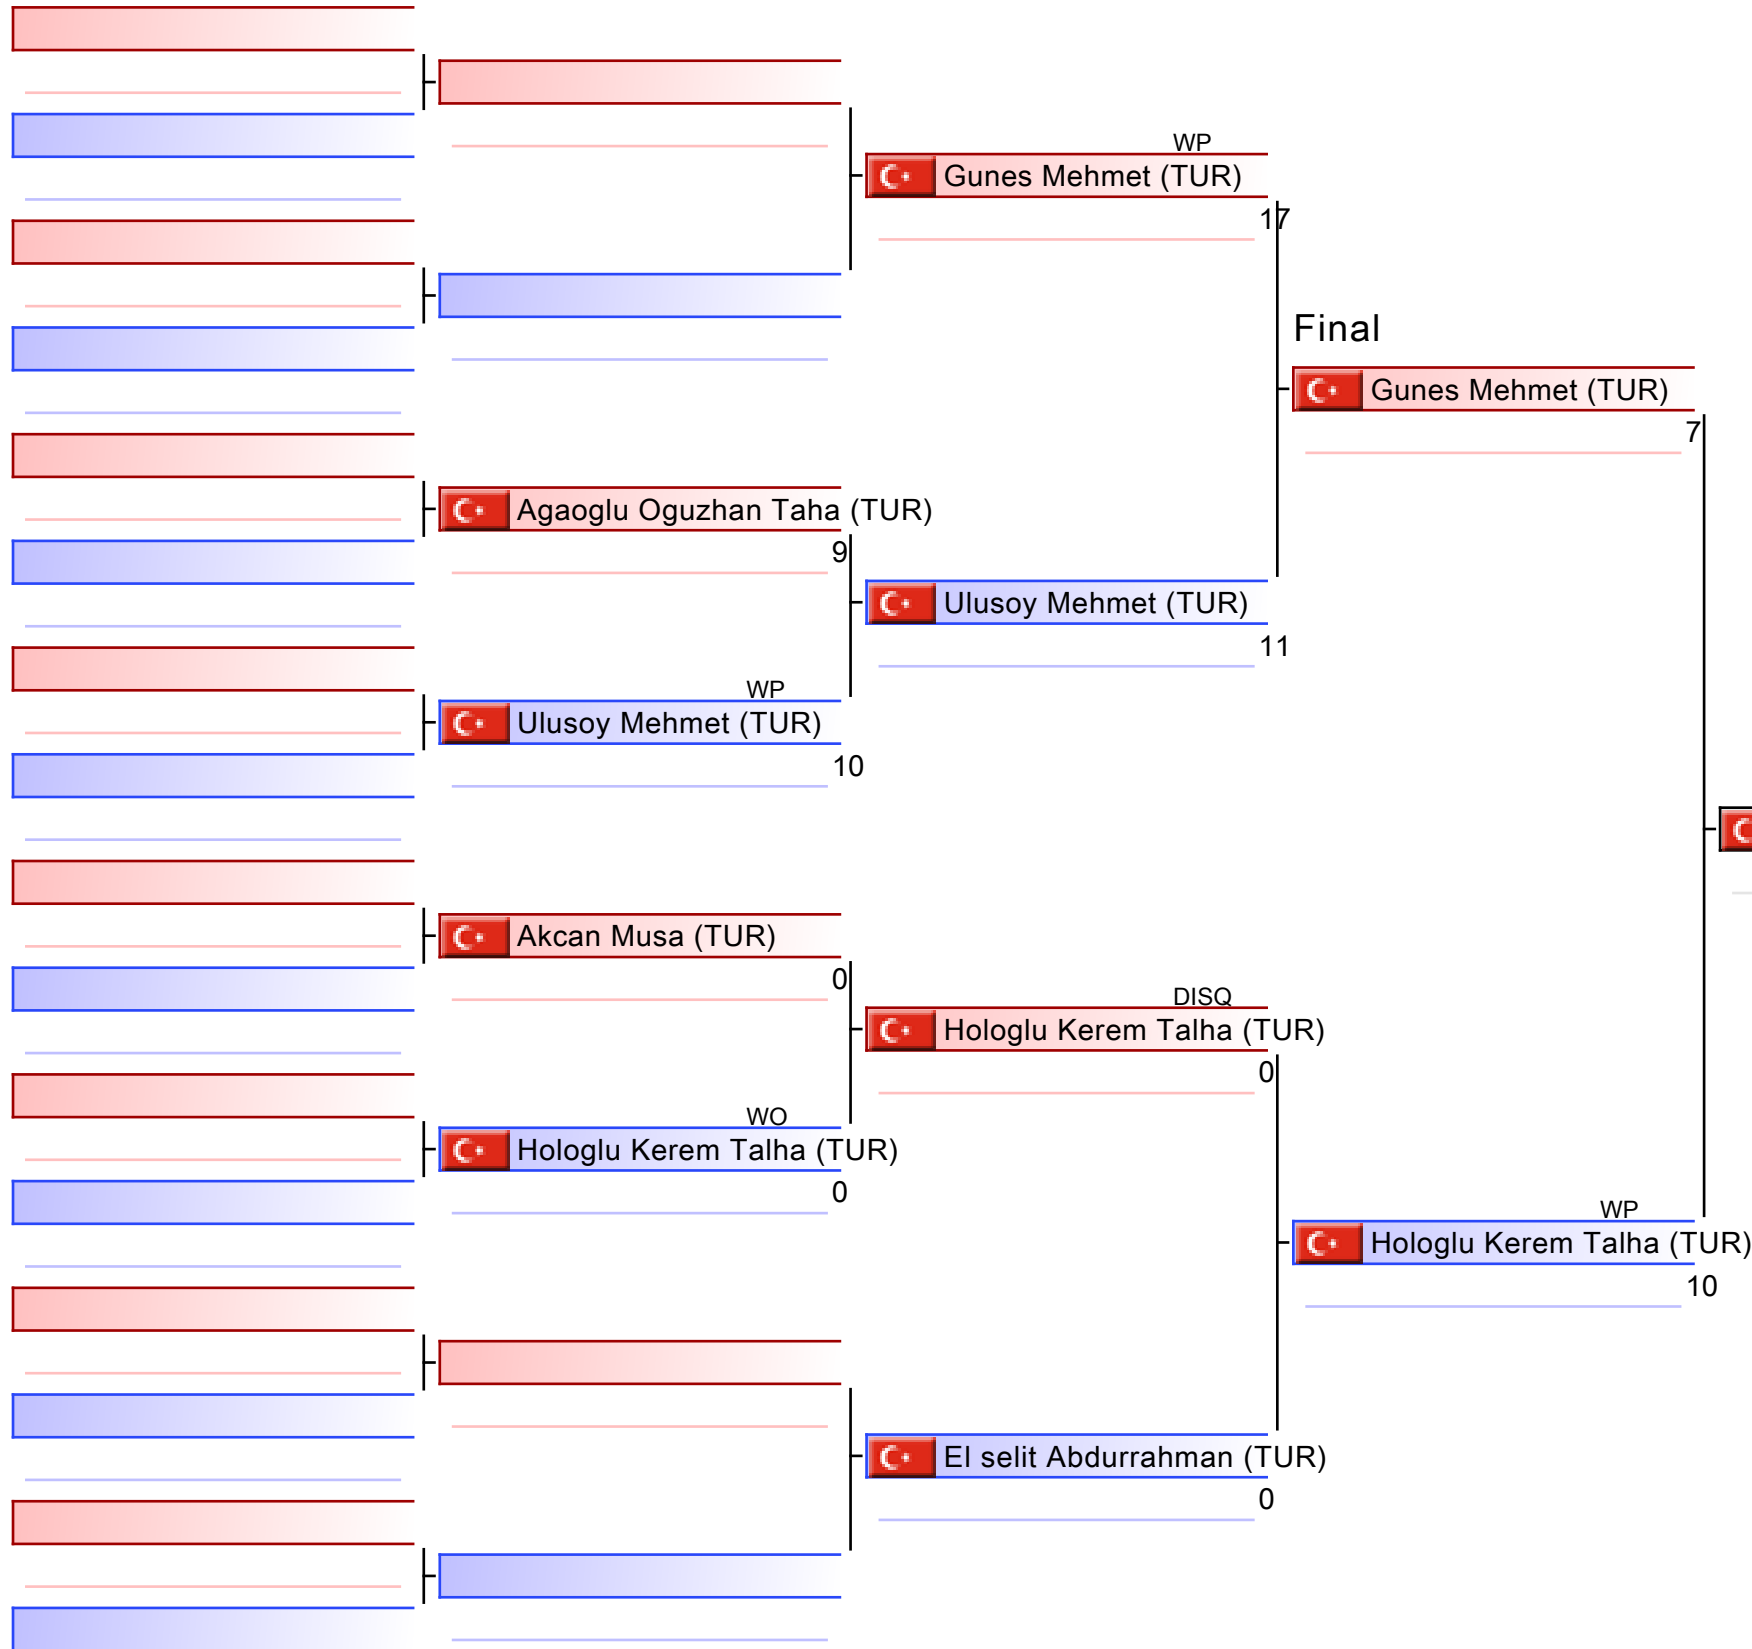 WP
Gunes Mehmet (TUR)
17
Final
Gunes Mehmet (TUR)
7
Agaoglu Oguzhan Taha (TUR)
9
Ulusoy Mehmet (TUR)
11
WP
Ulusoy Mehmet (TUR)
10
Akcan Musa (TUR)
0
DISQ
Hologlu Kerem Talha (TUR)
0
WO
Hologlu Kerem Talha (TUR)
0
WP
Hologlu Kerem Talha (TUR)
10
El selit Abdurrahman (TUR)
0